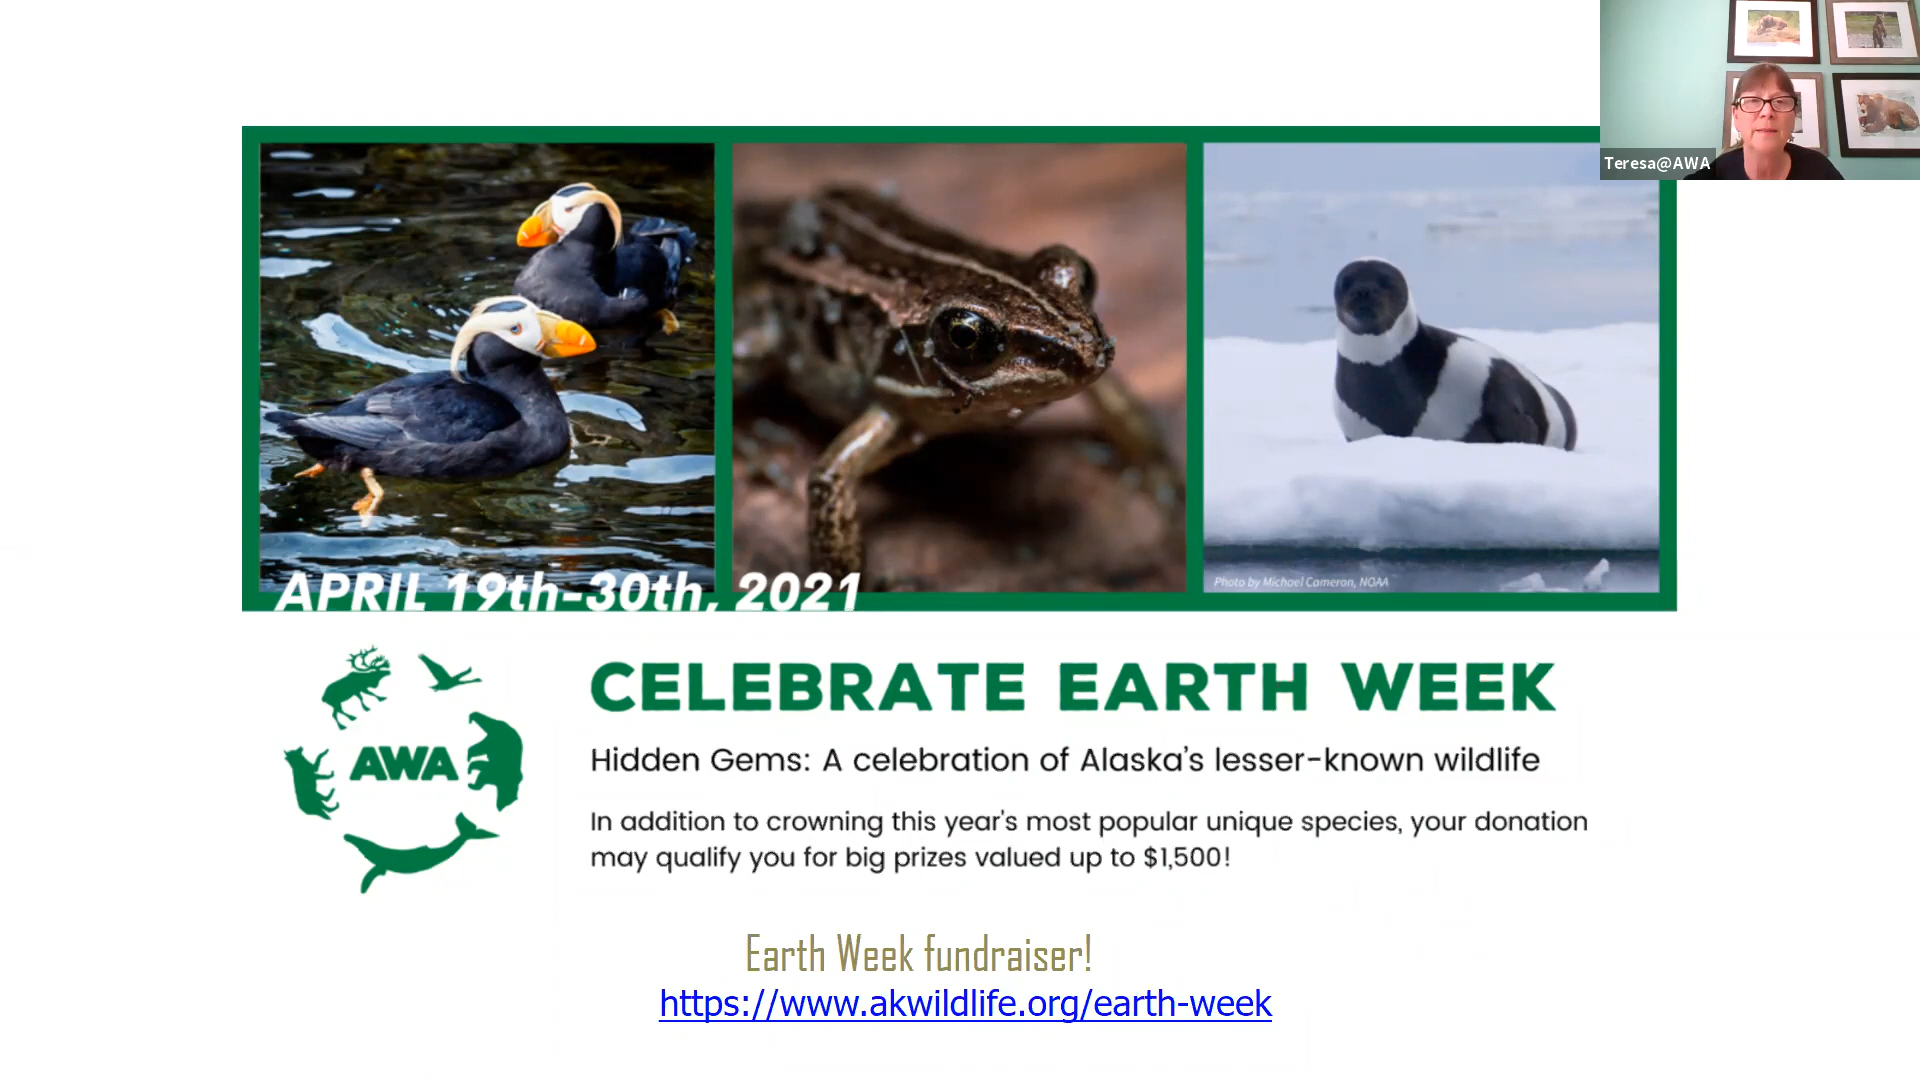 Teresa@AWA
Photo by Michael Cameron, NOAA
APRIL 19th-30th, 2021
AWA
CELEBRATE EARTH WEEK
Hidden Gems: A celebration of Alaska's lesser-known wildlife
In addition to crowning this year's most popular unique species, your donation
may qualify you for big prizes valued up to $1,500!
Earth Week fundraiser!
https://www.akwildlife.org/earth-week